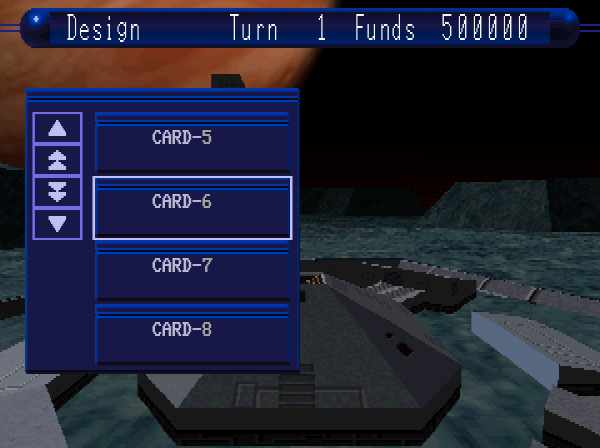 Design Turn 1 Funds 500000
CARD-5
CARD-6
CARD-7
CARD-8